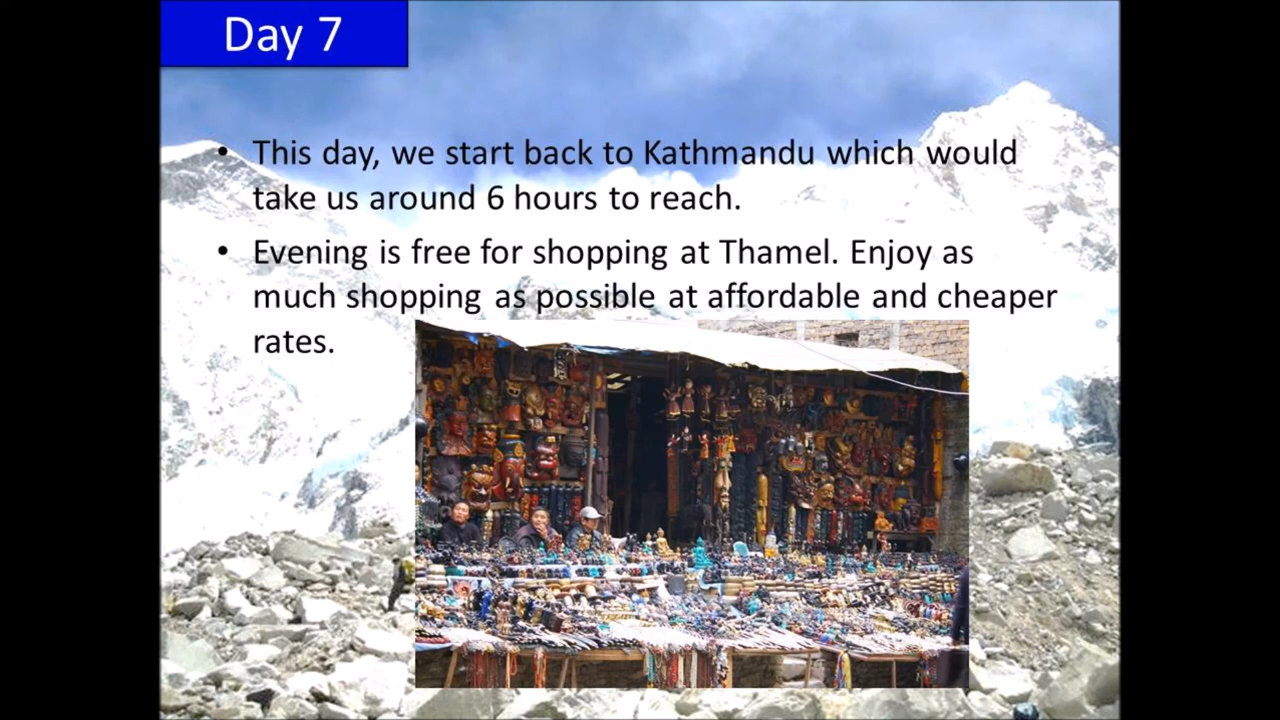 Day 7
• This day, we start back to Kathmandu which would
take us around 6 hours to reach.
• Evening is free for shopping at Thamel. Enjoy as
much shopping as possible at affordable and cheaper
rates.